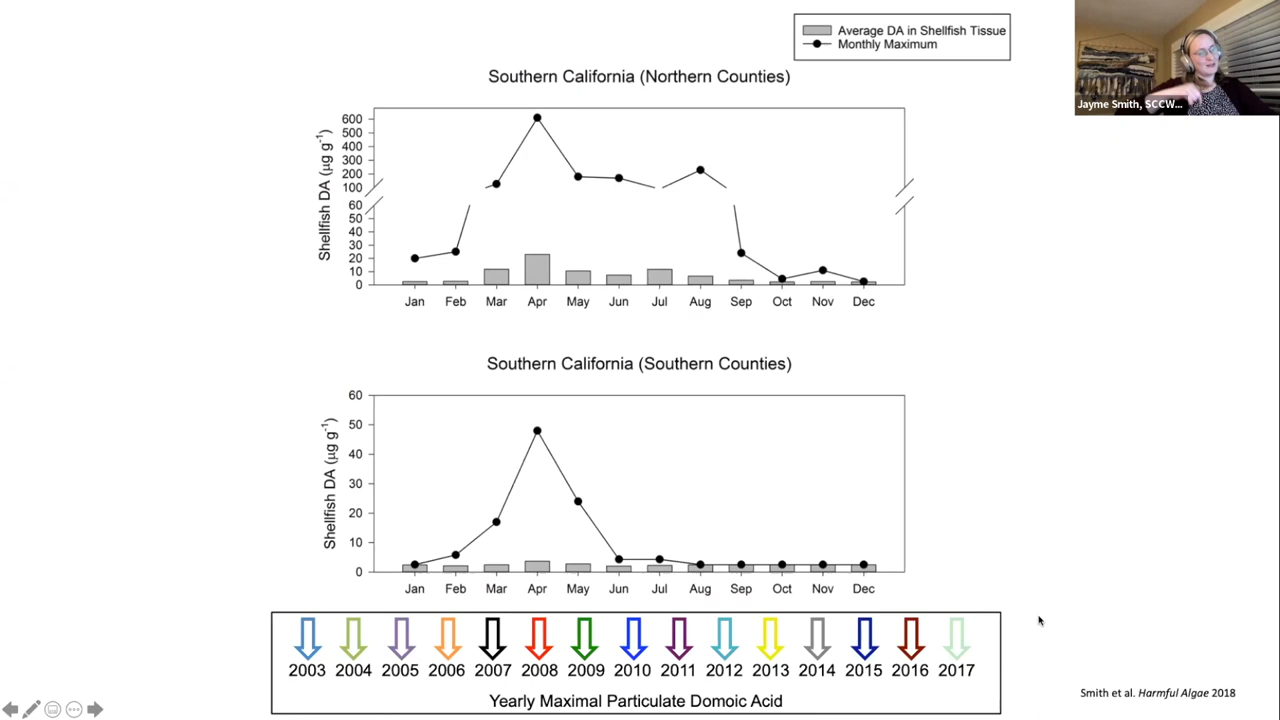 Average DA in Shellfish Tissue
Monthly Maximum
Jayme Smith, SCCW...
Southern California (Northern Counties)
Shellfish DA (µg g-1)
600
500
400
300
200
100
60
50
40
30
20
10
0
Jan Feb Mar Apr May Jun Jul Aug Sep Oct Nov Dec
Southern California (Southern Counties)
Shellfish DA (µg g-1)
60
50
40
30
20
10
0
Jan Feb Mar Apr May Jun Jul Aug Sep Oct Nov Dec
2003 2004 2005 2006 2007 2008 2009 2010 2011 2012 2013 2014 2015 2016 2017
Yearly Maximal Particulate Domoic Acid
Smith et al. Harmful Algae 2018